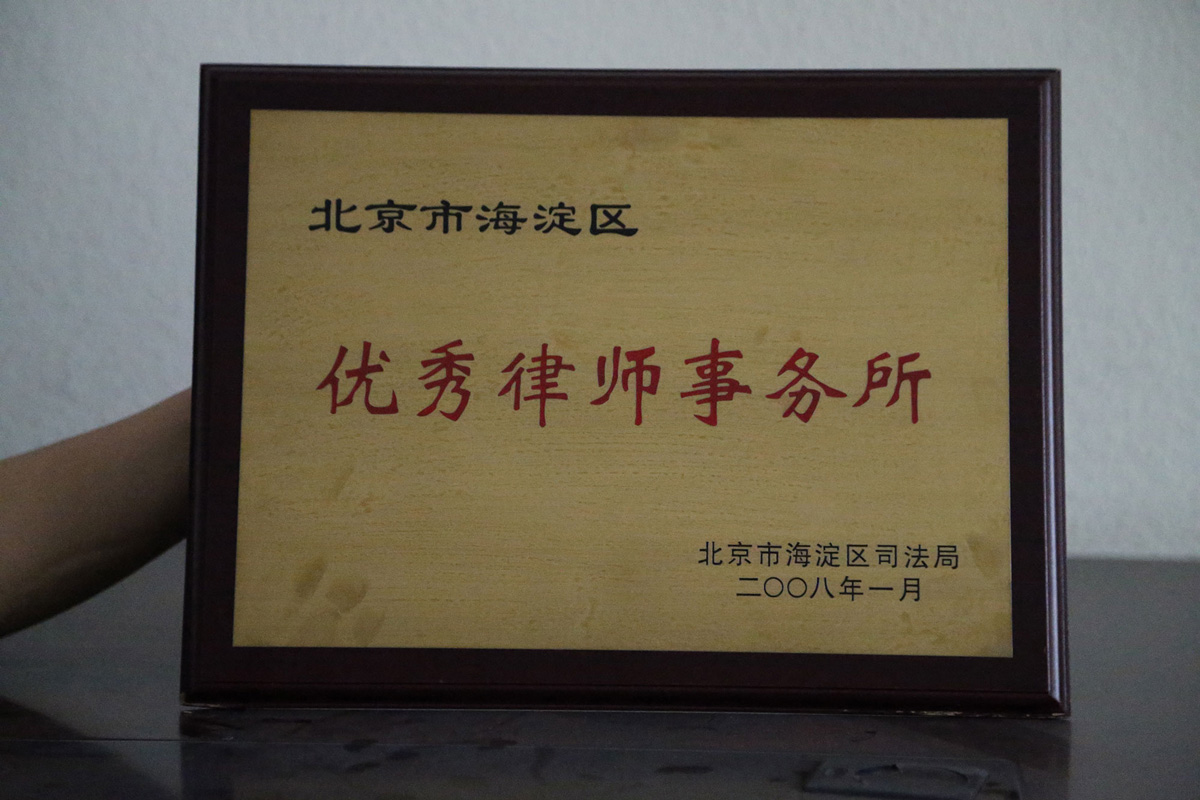 北京市海淀区
优秀律师事务所
北京市海淀区司法局
二〇〇八年一月